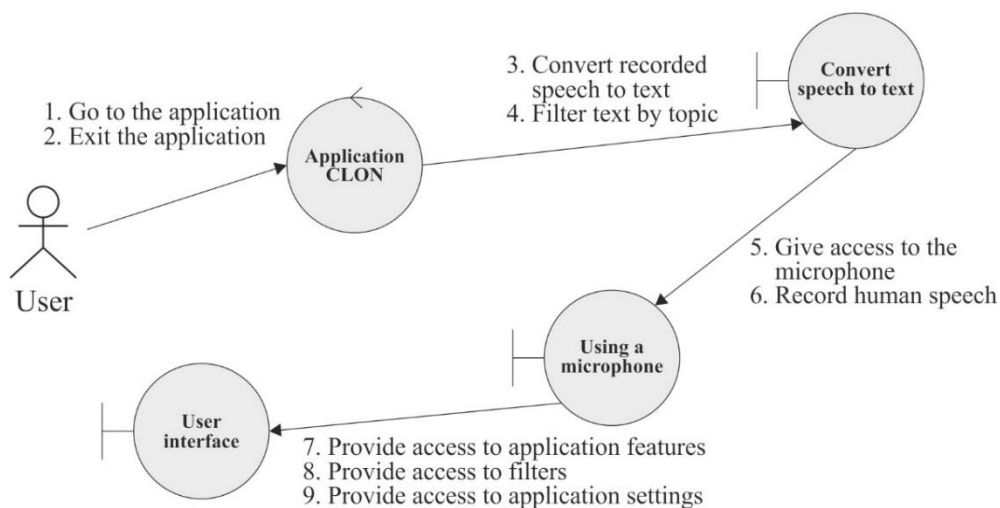 1. Go to the application
2. Exit the application
Application
CLON
3. Convert recorded
speech to text
4. Filter text by topic
Convert
speech to text
User
5. Give access to the
microphone
6. Record human speech
Using a
microphone
User
interface
7. Provide access to application features
8. Provide access to filters
9. Provide access to application settings